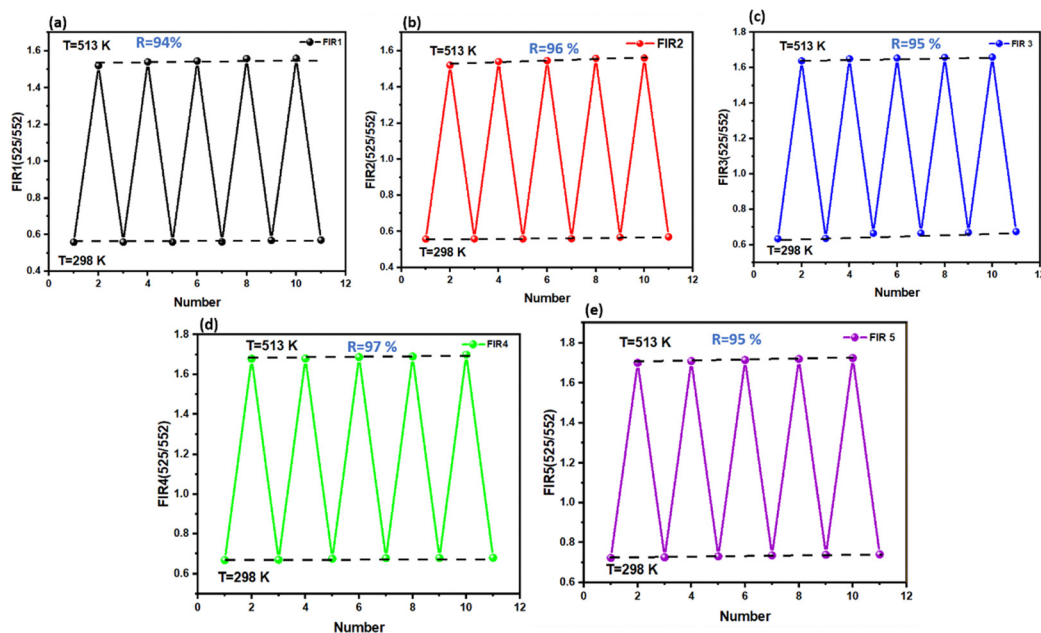 (a)
T=513 K
R=94%
FIR1
FIR1(525/552)
1.6
1.4
1.2
1.0
0.8
0.6
0.4
T=298 K
0 2 4 6 8 10 12
Number
(b)
T=513 K
R=96 %
FIR2
FIR2(525/552)
1.6
1.4
1.2
1.0
0.8
0.6
0.4
T=298 K
0 2 4 6 8 10 12
Number
(c)
T=513 K
R=95 %
FIR 3
FIR3(525/552)
1.8
1.6
1.4
1.2
1.0
0.8
0.6
T=298 K
0 2 4 6 8 10 12
Number
(d)
T=513 K
R=97 %
FIR4
FIR4(525/552)
1.8
1.6
1.4
1.2
1.0
0.8
0.6
T=298 K
0 2 4 6 8 10 12
Number
(e)
T=513 K
R=95 %
FIR 5
FIR5(525/552)
1.8
1.6
1.4
1.2
1.0
0.8
0.6
T=298 K
0 2 4 6 8 10 12
Number